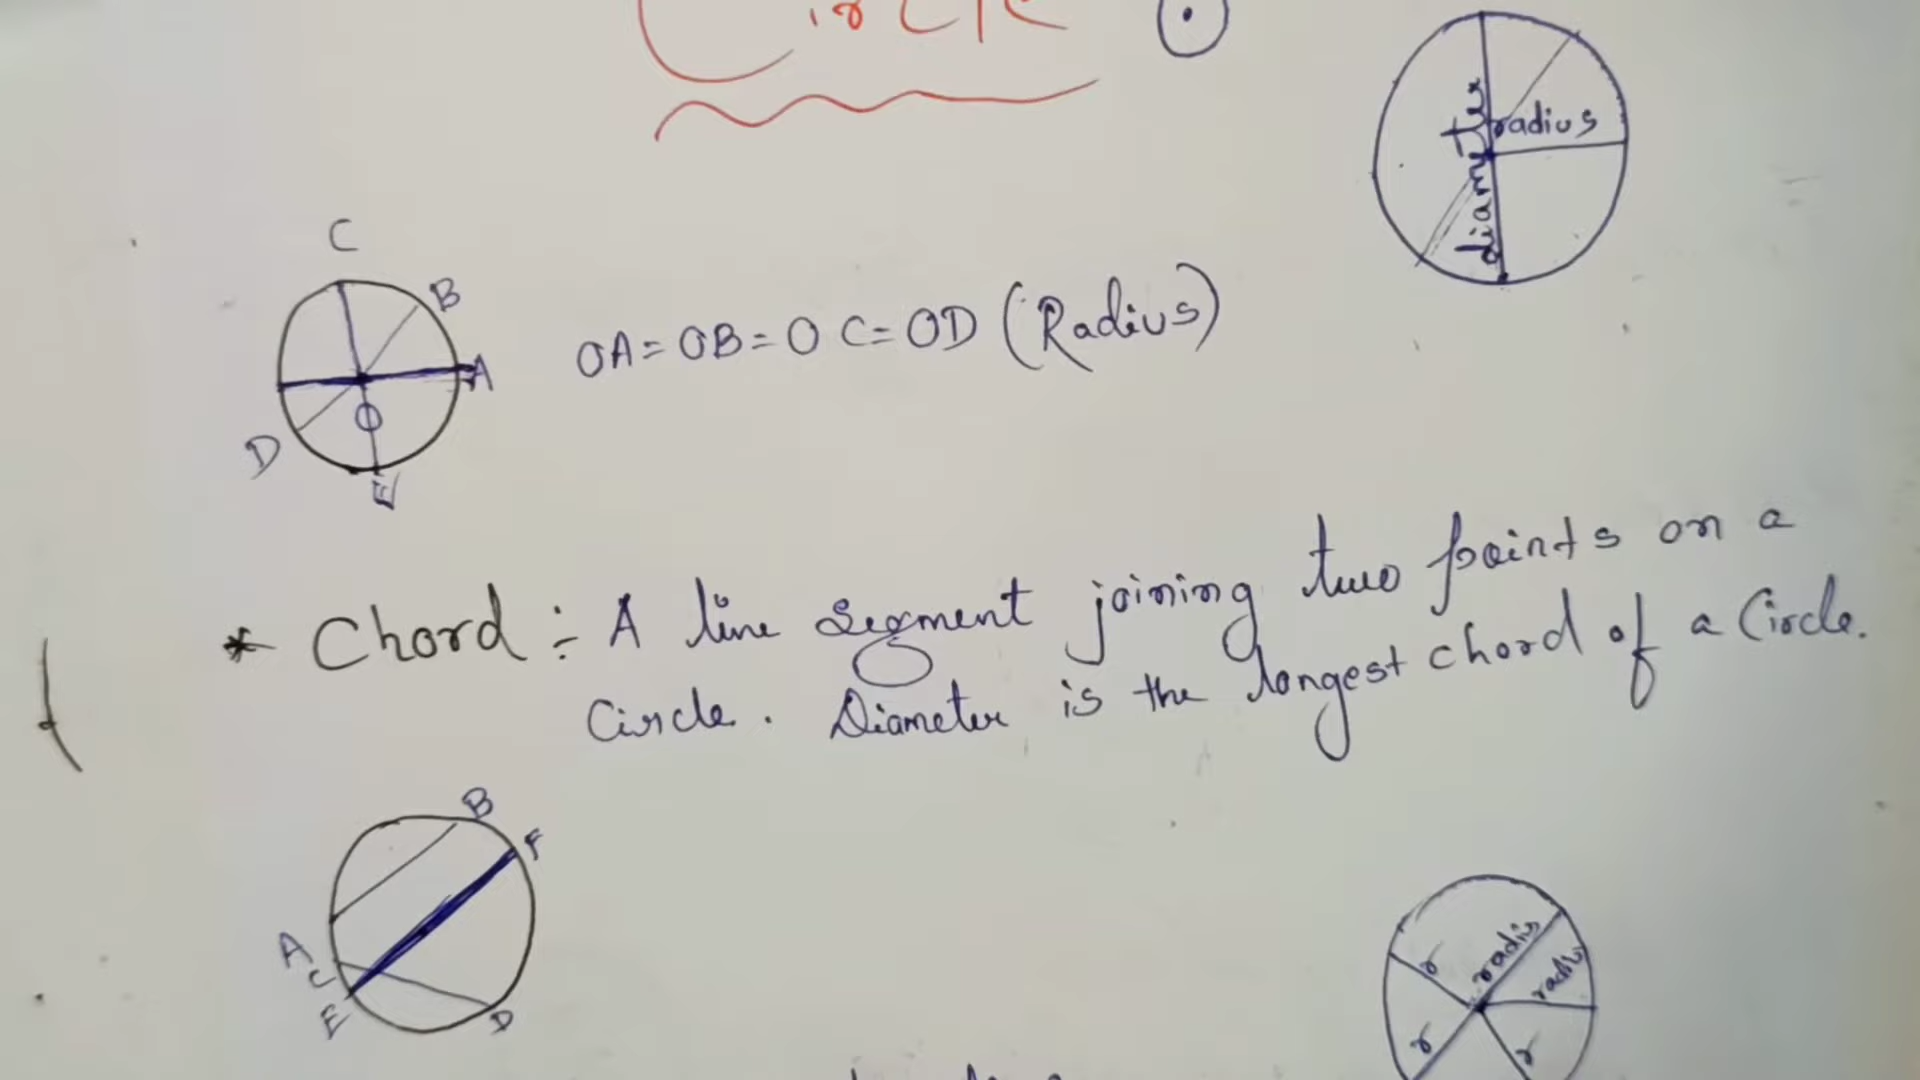 Circle
diameter
radius
C
B
A
O
D
E
OA = OB = OC = OD (Radius)
* Chord ÷ A line segment joining two points on a
Circle. Diameter is the longest chord of a Circle.
B
F
A
C
E
D
r
radius
radius
r
r